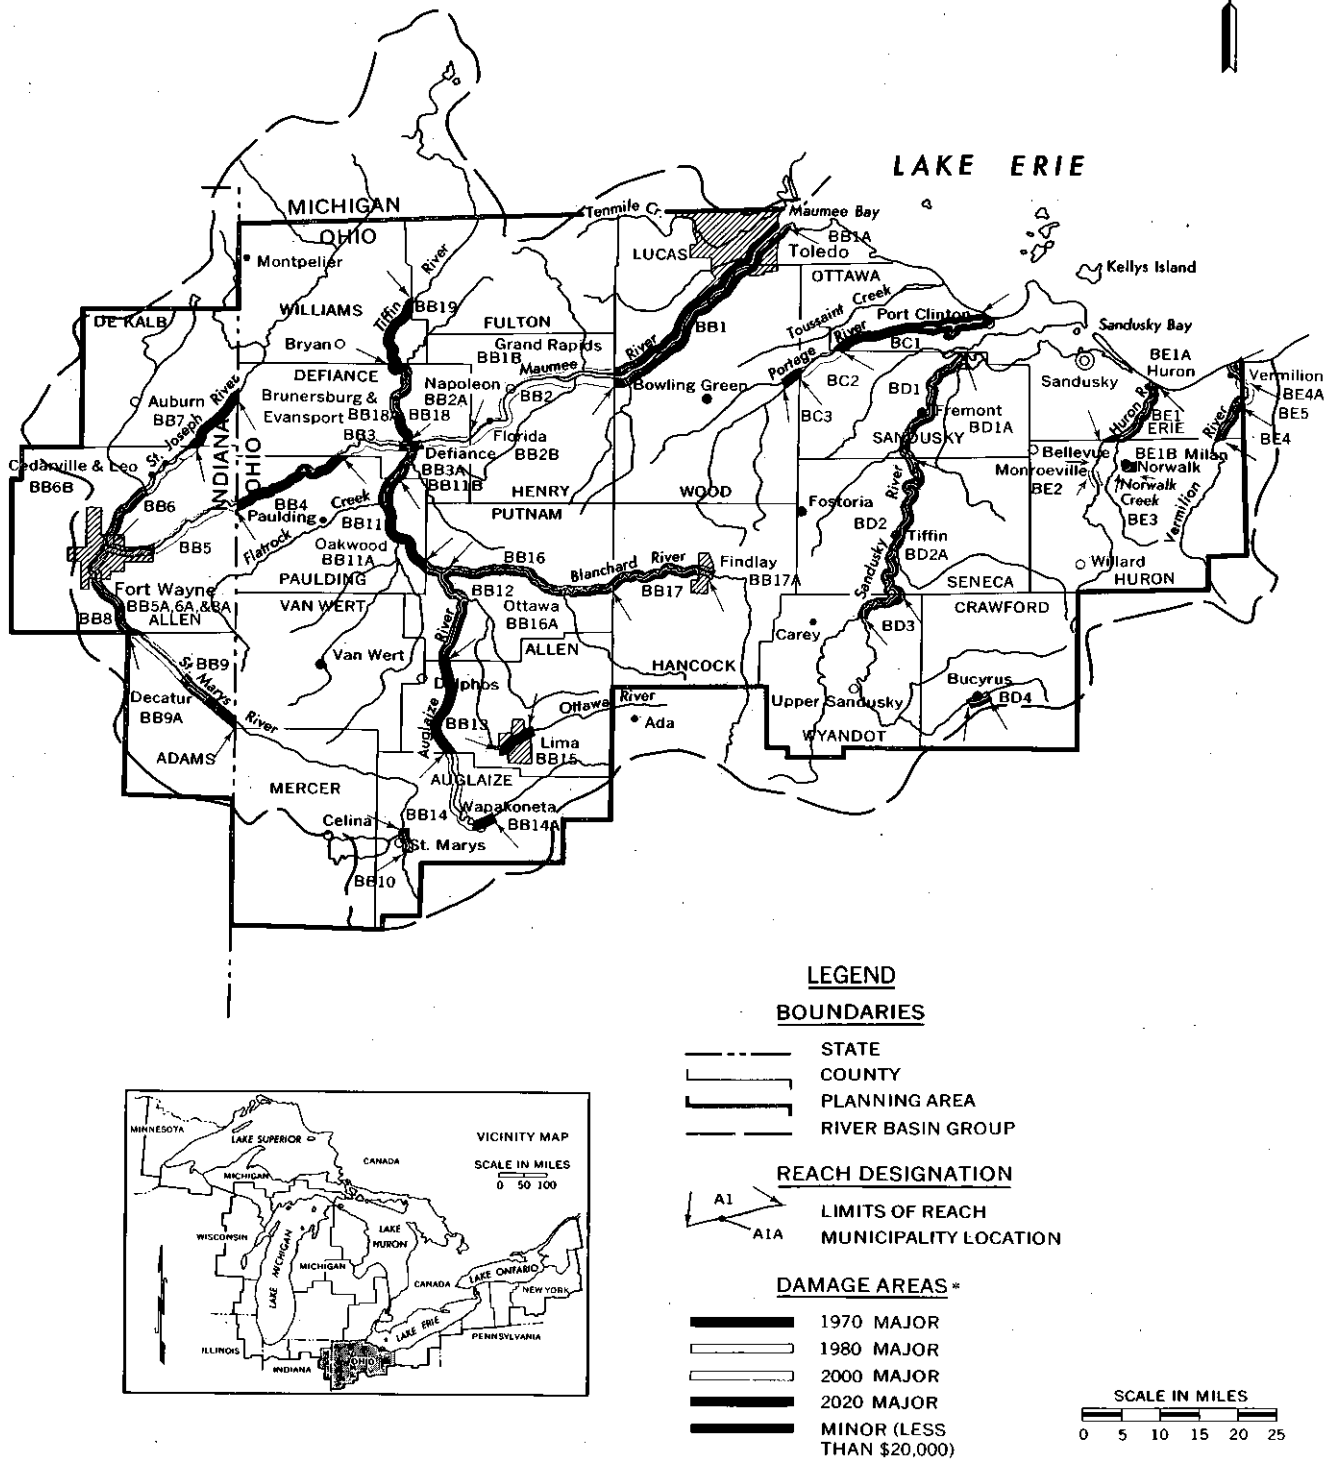 LAKE ERIE
MICHIGAN
OHIO
Tenmile Cr.
Maumee Bay
BB1A
Toledo
LUCAS
OTTAWA
Kellys Island
Montpelier
River
Tiffin
BB19
WILLIAMS
FULTON
DE KALB
Toussaint Creek
Port Clinton
Sandusky Bay
BB1
River
Grand Rapids
BB1B
Maumee
Bryan
DEFIANCE
Portage
River
BC1
BC2
BC3
BE1A
Huron
Sandusky
Vermilion
BE4A
BE5
BE4
Auburn
BB7
St. Joseph River
Brunersburg &
Evansport
BB18A
BB18
Napoleon
BB2A
BB2
Bowling Green
BD1
Fremont
BD1A
SANDUSKY
Huron R.
BE1
ERIE
River
BB3
Florida
BB2B
Defiance
BB3A
BB11B
Bellevue
Monroeville
BE2
BE1B Milan
Norwalk
Norwalk
Creek
BE3
Vermilion
Cedarville & Leo
BB6B
INDIANA
OHIO
BB6
BB4
Creek
Paulding
Flatrock
BB11
HENRY
WOOD
PUTNAM
Fostoria
River
BD2
Tiffin
BD2A
Sandusky
BB5
Oakwood
BB11A
BB16
Blanchard River
Findlay
BB17A
BB17
Willard
HURON
SENECA
CRAWFORD
Fort Wayne
BB5A,6A,&8A
ALLEN
BB8
PAULDING
VAN WERT
BB12
Ottawa
BB16A
River
ALLEN
HANCOCK
Carey
BD3
St. Marys
BB9
River
Decatur
BB9A
Van Wert
Delphos
BB13
Auglaize
Ottawa River
Ada
Lima
BB15
Upper Sandusky
WYANDOT
Bucyrus
BD4
ADAMS
MERCER
AUGLAIZE
Celina
BB14
Wapakoneta
BB14A
St. Marys
BB10
LEGEND
BOUNDARIES
STATE
COUNTY
PLANNING AREA
RIVER BASIN GROUP
REACH DESIGNATION
A1
A1A
LIMITS OF REACH
MUNICIPALITY LOCATION
DAMAGE AREAS*
1970 MAJOR
1980 MAJOR
2000 MAJOR
2020 MAJOR
MINOR (LESS
THAN $20,000)
SCALE IN MILES
0 5 10 15 20 25
VICINITY MAP
SCALE IN MILES
0 50 100
MINNESOTA
LAKE SUPERIOR
CANADA
MICHIGAN
WISCONSIN
LAKE MICHIGAN
LAKE
HURON
MICHIGAN
CANADA
LAKE ONTARIO
NEW YORK
LAKE ERIE
PENNSYLVANIA
ILLINOIS
INDIANA
OHIO